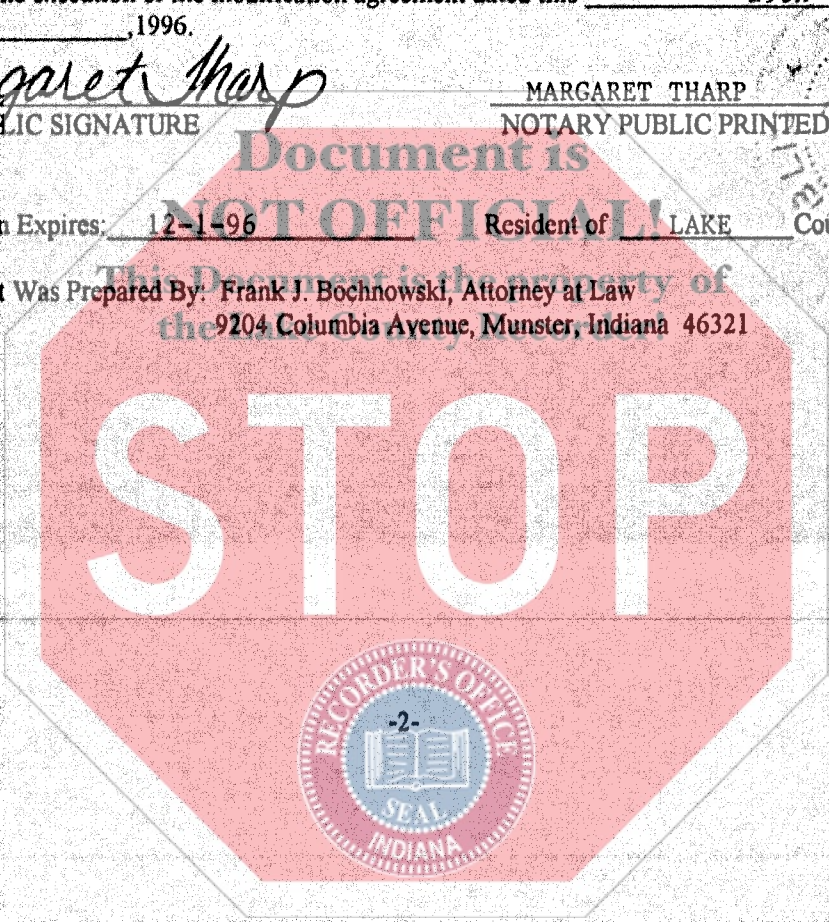 ,1996.
garet Tharp
MARGARET THARP
LIC SIGNATURE
NOTARY PUBLIC PRINTED
Document is
NOT OFFICIAL!
n Expires: 12-1-96 Resident of LAKE Cou
This Document is the property of
t Was Prepared By: Frank J. Bochnowski, Attorney at Law
the Lake County Recorder!
9204 Columbia Avenue, Munster, Indiana 46321
STOP
RECORDER'S OFFICE
-2-
SEAL
INDIANA